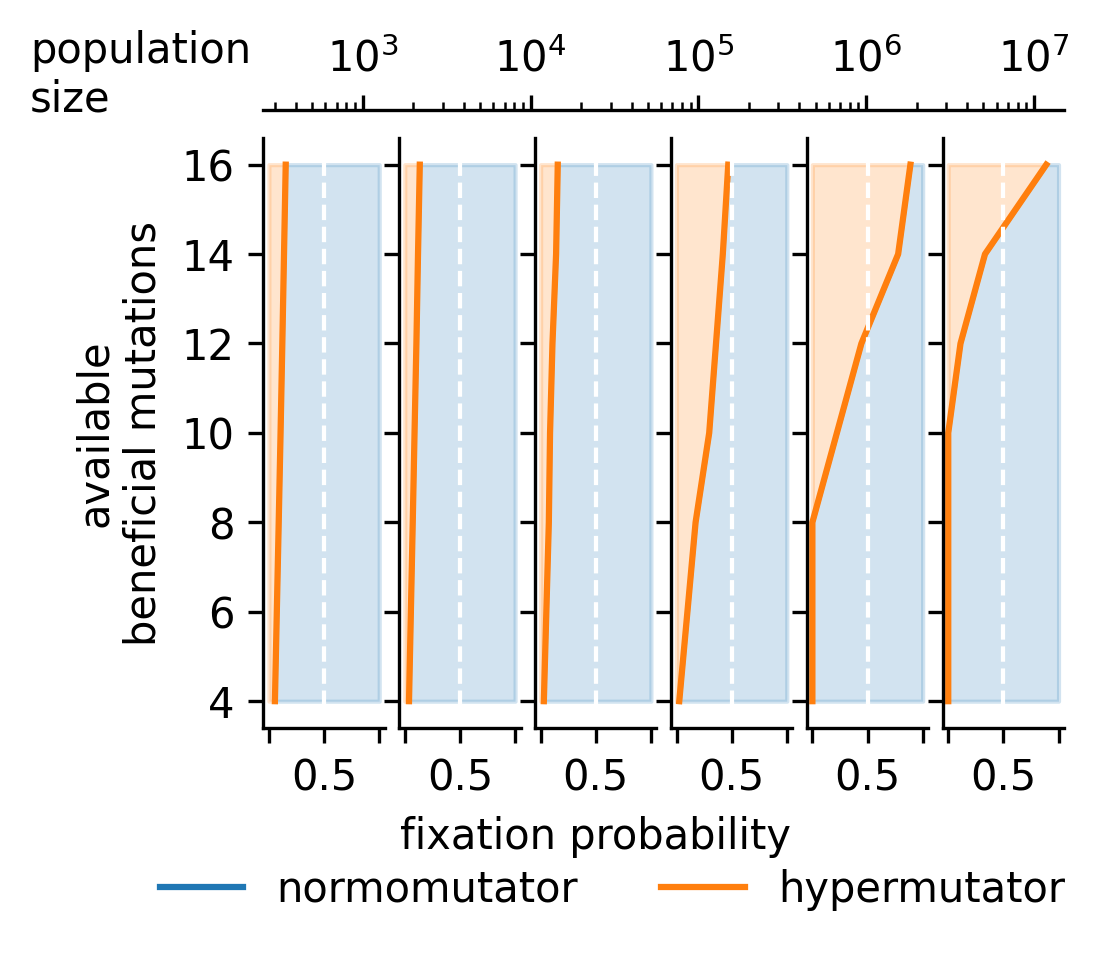 population
size
10³ 10⁴ 10⁵ 10⁶ 10⁷
available
beneficial mutations
16
14
12
10
8
6
4
0.5 0.5 0.5 0.5 0.5 0.5
fixation probability
normomutator hypermutator